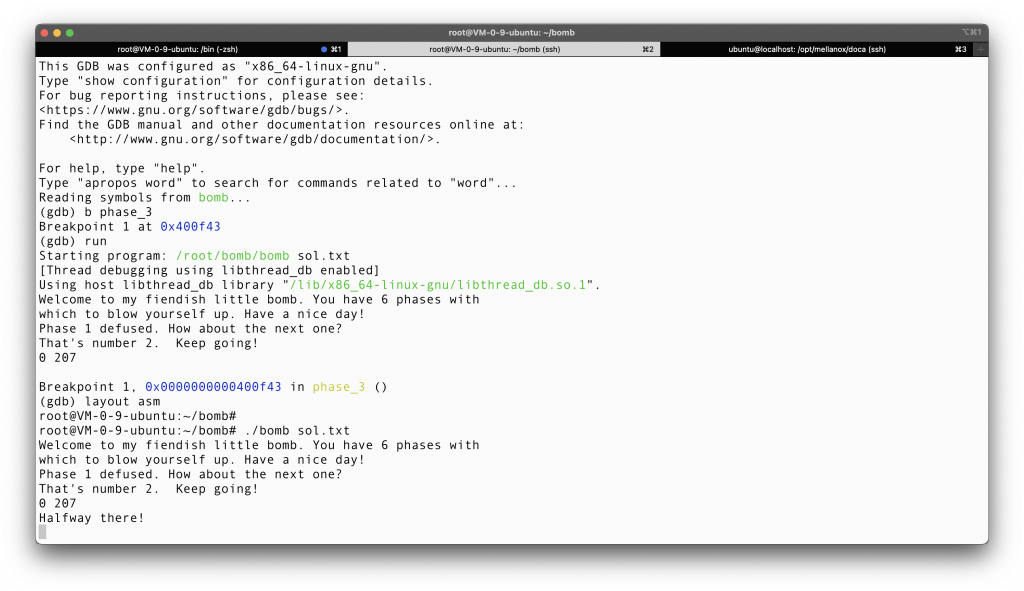 root@VM-0-9-ubuntu: ~/bomb
⌥⌘1
root@VM-0-9-ubuntu: /bin (-zsh)
⌘1
root@VM-0-9-ubuntu: ~/bomb (ssh)
⌘2
ubuntu@localhost: /opt/mellanox/doca (ssh)
⌘3
This GDB was configured as "x86_64-linux-gnu".
Type "show configuration" for configuration details.
For bug reporting instructions, please see:
<https://www.gnu.org/software/gdb/bugs/>.
Find the GDB manual and other documentation resources online at:
    <http://www.gnu.org/software/gdb/documentation/>.

For help, type "help".
Type "apropos word" to search for commands related to "word"...
Reading symbols from bomb...
(gdb) b phase_3
Breakpoint 1 at 0x400f43
(gdb) run
Starting program: /root/bomb/bomb sol.txt
[Thread debugging using libthread_db enabled]
Using host libthread_db library "/lib/x86_64-linux-gnu/libthread_db.so.1".
Welcome to my fiendish little bomb. You have 6 phases with
which to blow yourself up. Have a nice day!
Phase 1 defused. How about the next one?
That's number 2.  Keep going!
0 207

Breakpoint 1, 0x0000000000400f43 in phase_3 ()
(gdb) layout asm
root@VM-0-9-ubuntu:~/bomb#
root@VM-0-9-ubuntu:~/bomb# ./bomb sol.txt
Welcome to my fiendish little bomb. You have 6 phases with
which to blow yourself up. Have a nice day!
Phase 1 defused. How about the next one?
That's number 2.  Keep going!
0 207
Halfway there!